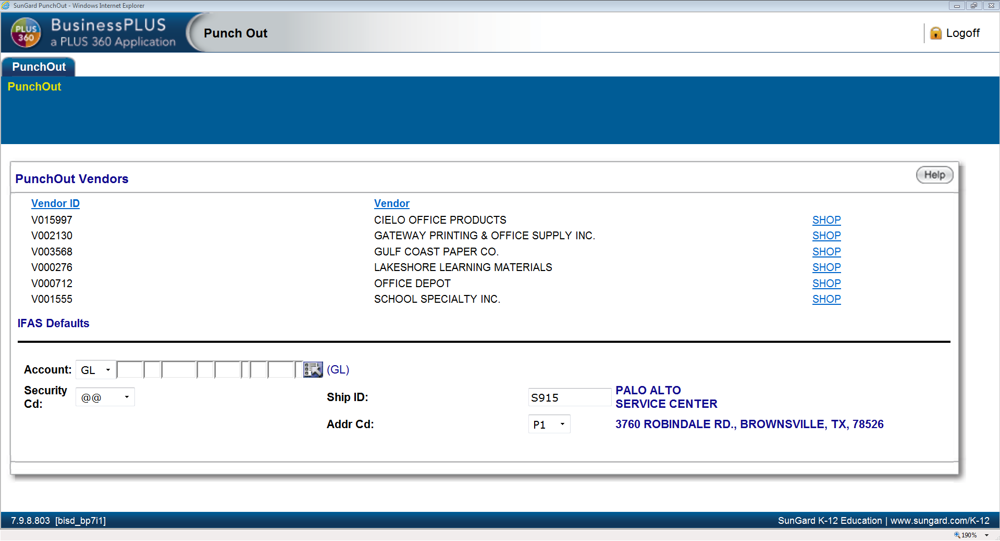 SunGard PunchOut - Windows Internet Explorer
PLUS
360
BusinessPLUS
a PLUS 360 Application
Punch Out
Logoff
PunchOut
PunchOut
PunchOut Vendors
Help
Vendor ID Vendor
V015997 CIELO OFFICE PRODUCTS SHOP
V002130 GATEWAY PRINTING & OFFICE SUPPLY INC. SHOP
V003568 GULF COAST PAPER CO. SHOP
V000276 LAKESHORE LEARNING MATERIALS SHOP
V000712 OFFICE DEPOT SHOP
V001555 SCHOOL SPECIALTY INC. SHOP
IFAS Defaults
Account: GL (GL)
Security
Cd: @@
Ship ID: S915
PALO ALTO
SERVICE CENTER
Addr Cd: P1 3760 ROBINDALE RD., BROWNSVILLE, TX, 78526
7.9.8.803 [bisd_bp7i1] SunGard K-12 Education | www.sungard.com/K-12
190%